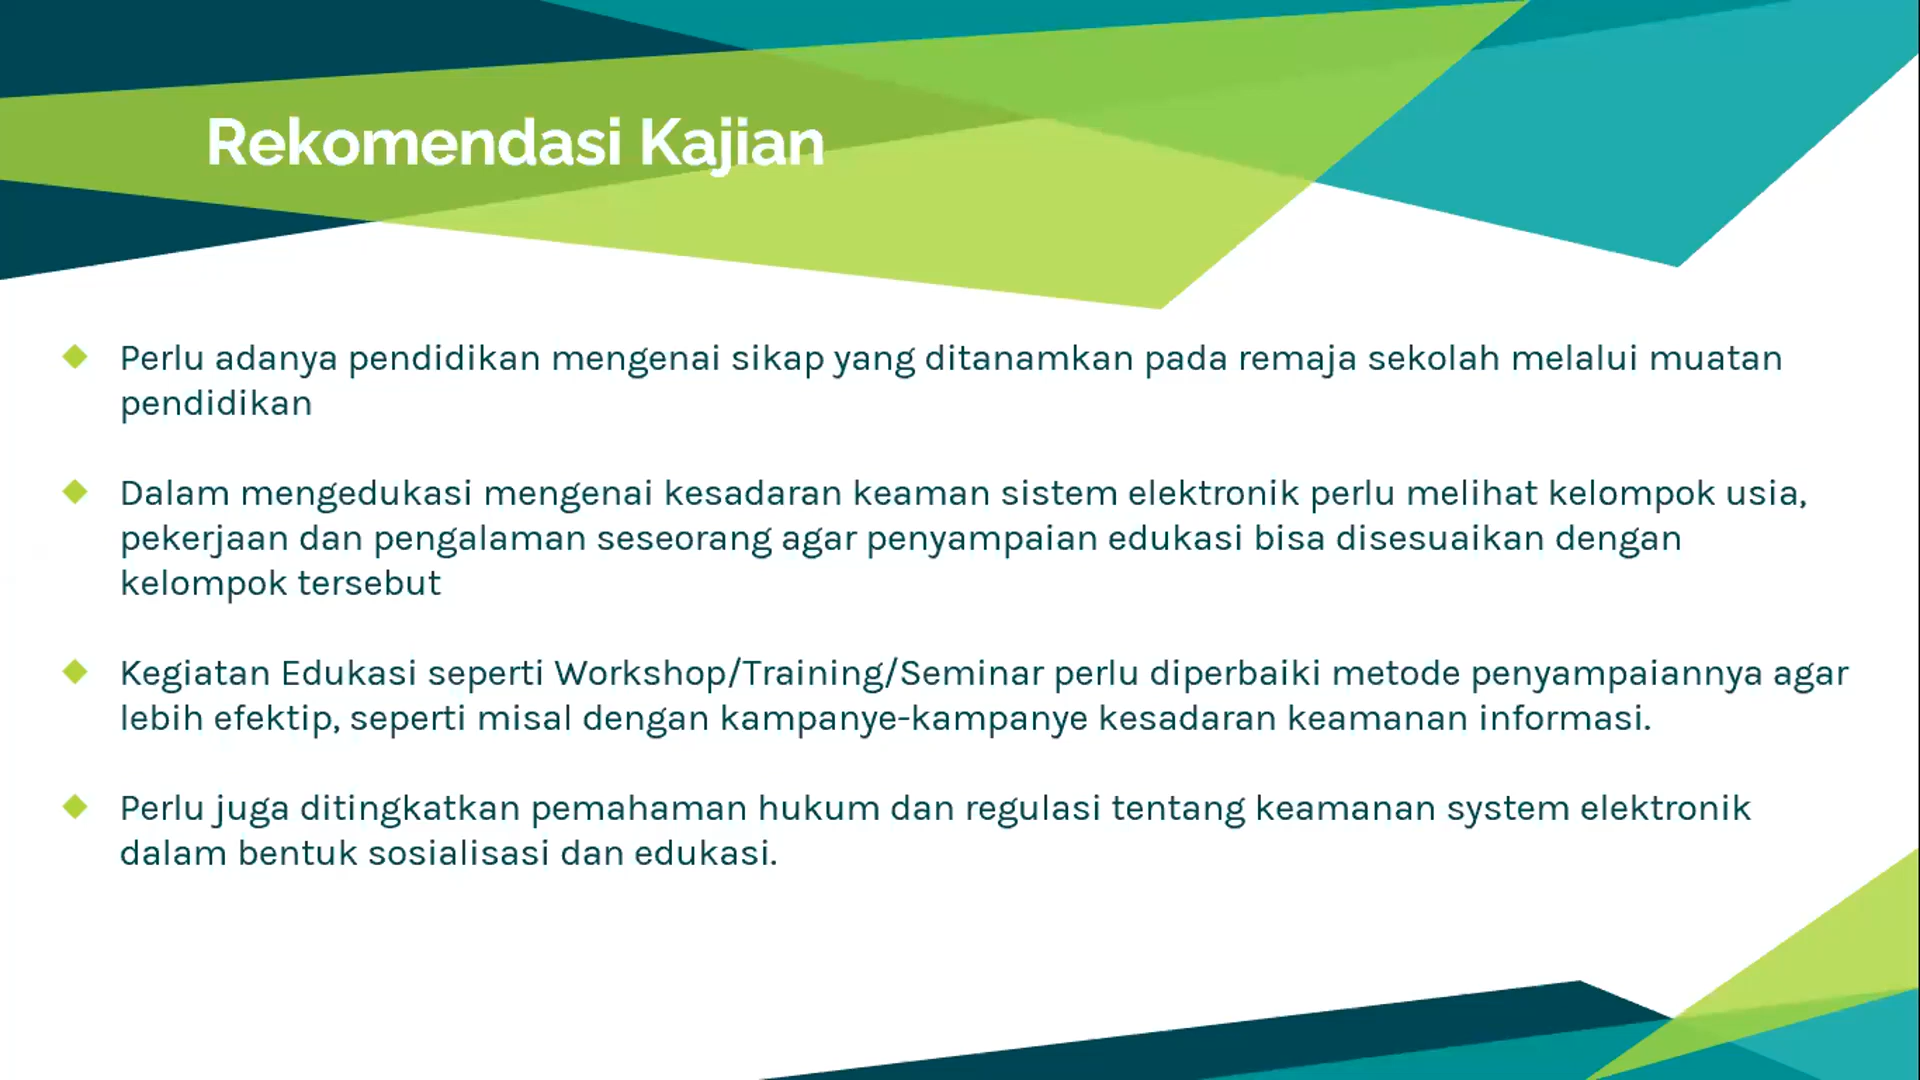 Rekomendasi Kajian
Perlu adanya pendidikan mengenai sikap yang ditanamkan pada remaja sekolah melalui muatan
pendidikan
Dalam mengedukasi mengenai kesadaran keaman sistem elektronik perlu melihat kelompok usia,
pekerjaan dan pengalaman seseorang agar penyampaian edukasi bisa disesuaikan dengan
kelompok tersebut
Kegiatan Edukasi seperti Workshop/Training/Seminar perlu diperbaiki metode penyampaiannya agar
lebih efektip, seperti misal dengan kampanye-kampanye kesadaran keamanan informasi.
Perlu juga ditingkatkan pemahaman hukum dan regulasi tentang keamanan system elektronik
dalam bentuk sosialisasi dan edukasi.